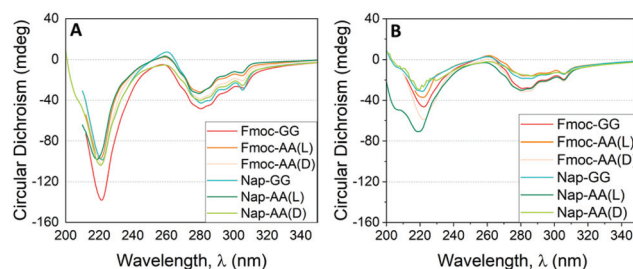 A
B
Circular Dichroism (mdeg)
40
0
-40
-80
-120
-160
Fmoc-GG
Fmoc-AA(L)
Fmoc-AA(D)
Nap-GG
Nap-AA(L)
Nap-AA(D)
200 220 240 260 280 300 320 340
Wavelength, λ (nm)
Circular Dichroism (mdeg)
40
0
-40
-80
-120
-160
Fmoc-GG
Fmoc-AA(L)
Fmoc-AA(D)
Nap-GG
Nap-AA(L)
Nap-AA(D)
200 220 240 260 280 300 320 340
Wavelength, λ (nm)